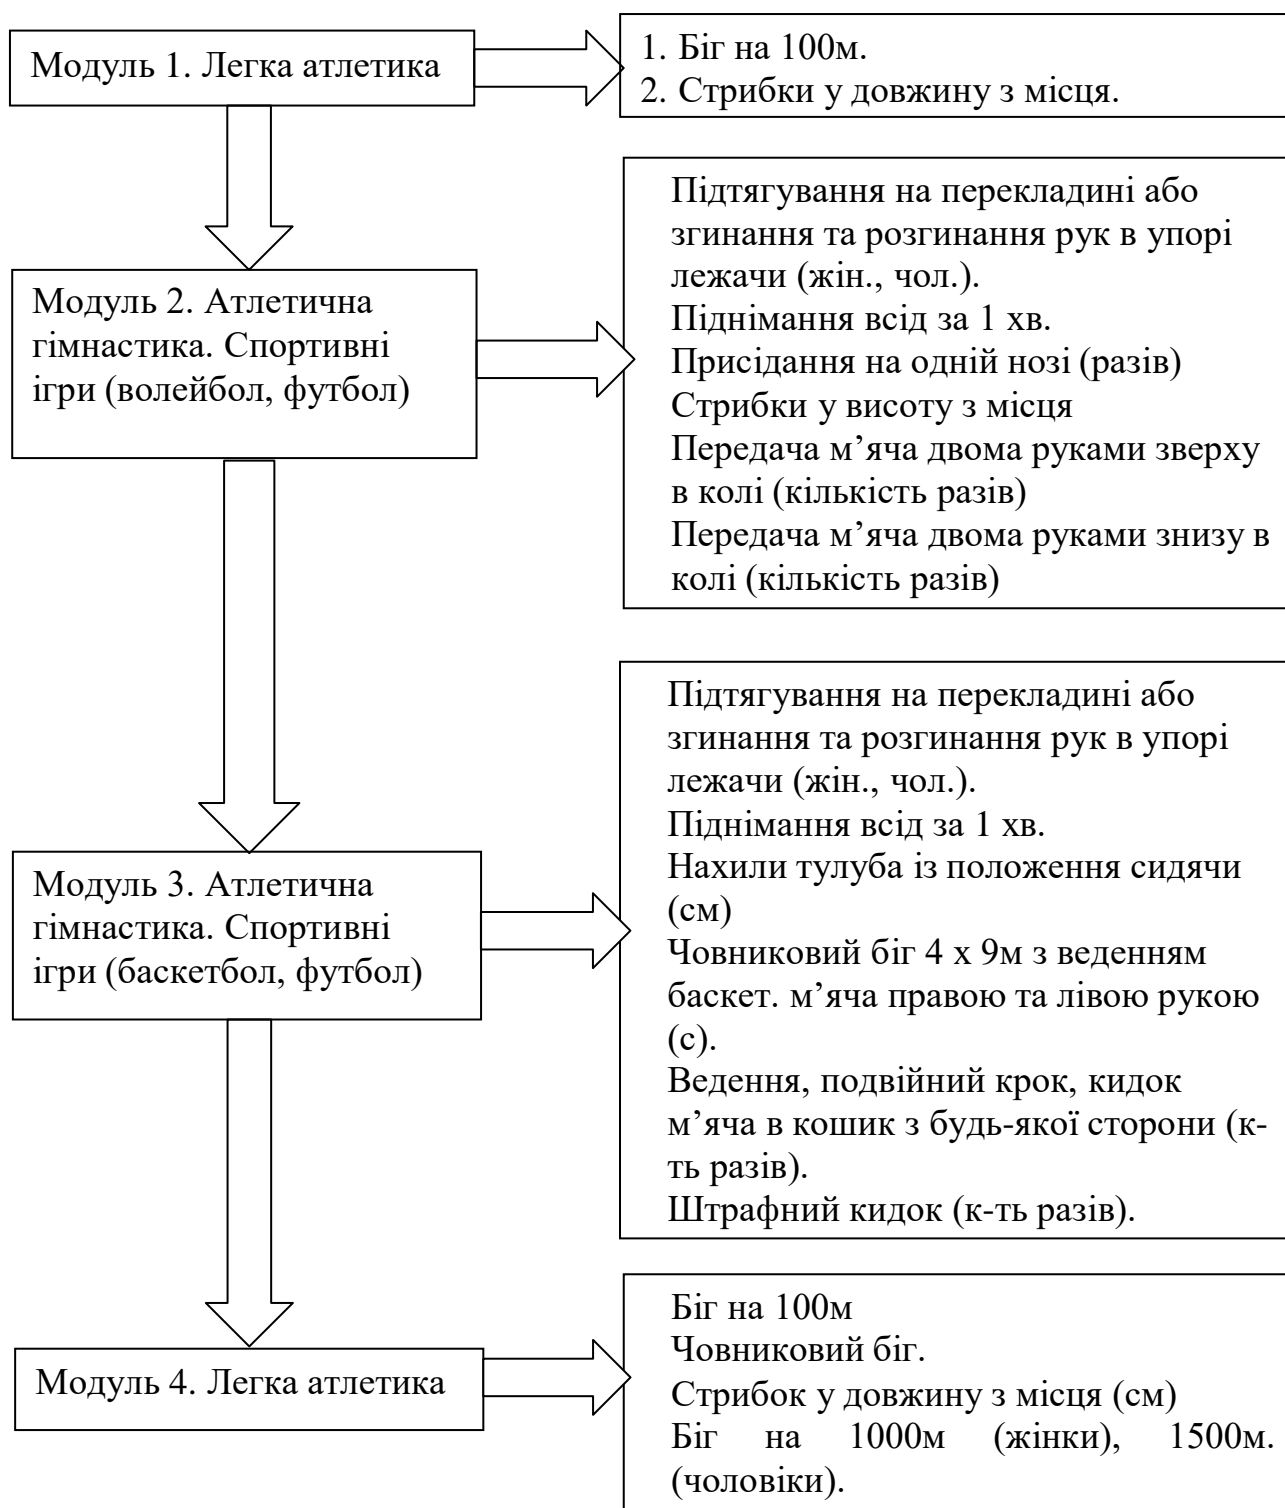 Модуль 1. Легка атлетика
1. Біг на 100м.
2. Стрибки у довжину з місця.
Модуль 2. Атлетична
гімнастика. Спортивні
ігри (волейбол, футбол)
Підтягування на перекладині або
згинання та розгинання рук в упорі
лежачи (жін., чол.).
Піднімання всід за 1 хв.
Присідання на одній нозі (разів)
Стрибки у висоту з місця
Передача м’яча двома руками зверху
в колі (кількість разів)
Передача м’яча двома руками знизу в
колі (кількість разів)
Модуль 3. Атлетична
гімнастика. Спортивні
ігри (баскетбол, футбол)
Підтягування на перекладині або
згинання та розгинання рук в упорі
лежачи (жін., чол.).
Піднімання всід за 1 хв.
Нахили тулуба із положення сидячи
(см)
Човниковий біг 4 х 9м з веденням
баскет. м’яча правою та лівою рукою
(с).
Ведення, подвійний крок, кидок
м’яча в кошик з будь-якої сторони (к-
ть разів).
Штрафний кидок (к-ть разів).
Модуль 4. Легка атлетика
Біг на 100м
Човниковий біг.
Стрибок у довжину з місця (см)
Біг на 1000м (жінки), 1500м.
(чоловіки).